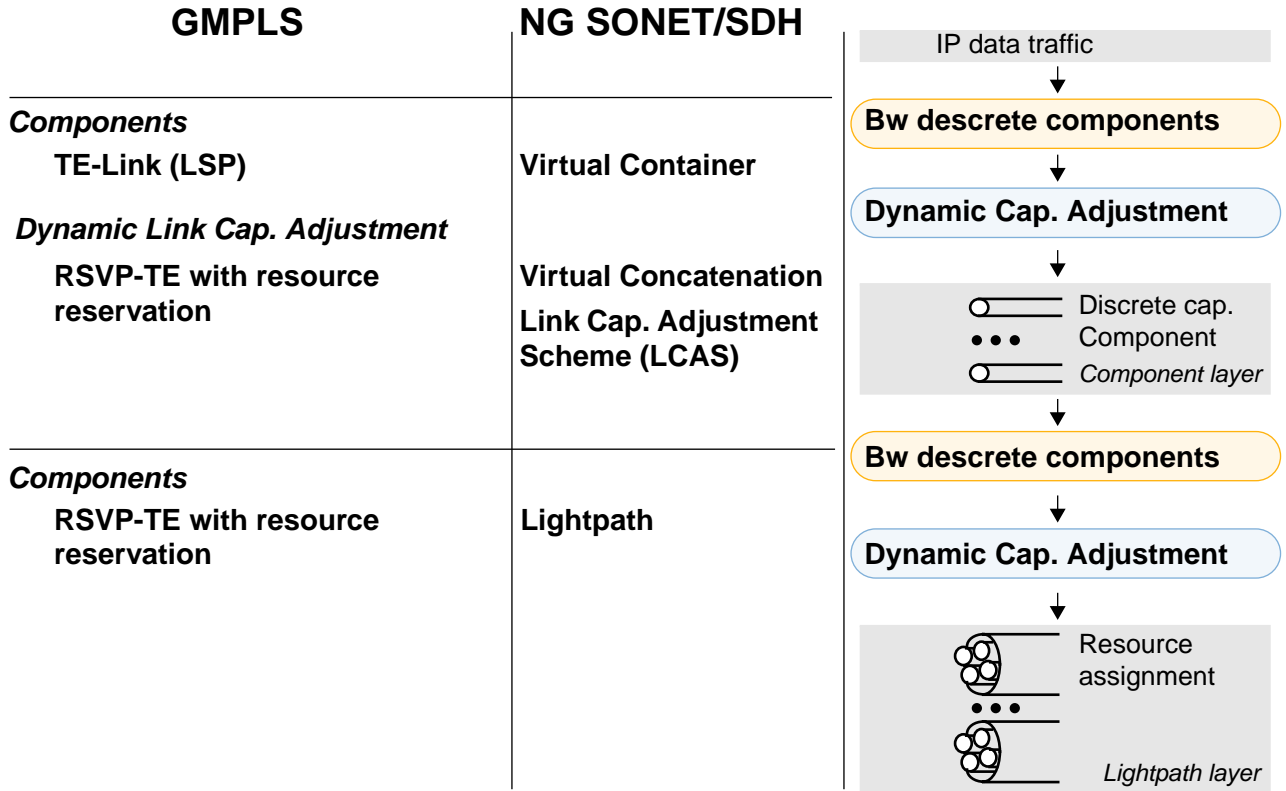 GMPLS
NG SONET/SDH
Components
TE-Link (LSP)
Virtual Container
Dynamic Link Cap. Adjustment
RSVP-TE with resource
reservation
Virtual Concatenation
Link Cap. Adjustment
Scheme (LCAS)
Components
RSVP-TE with resource
reservation
Lightpath
IP data traffic
Bw descrete components
Dynamic Cap. Adjustment
Discrete cap.
Component
Component layer
Bw descrete components
Dynamic Cap. Adjustment
Resource
assignment
Lightpath layer